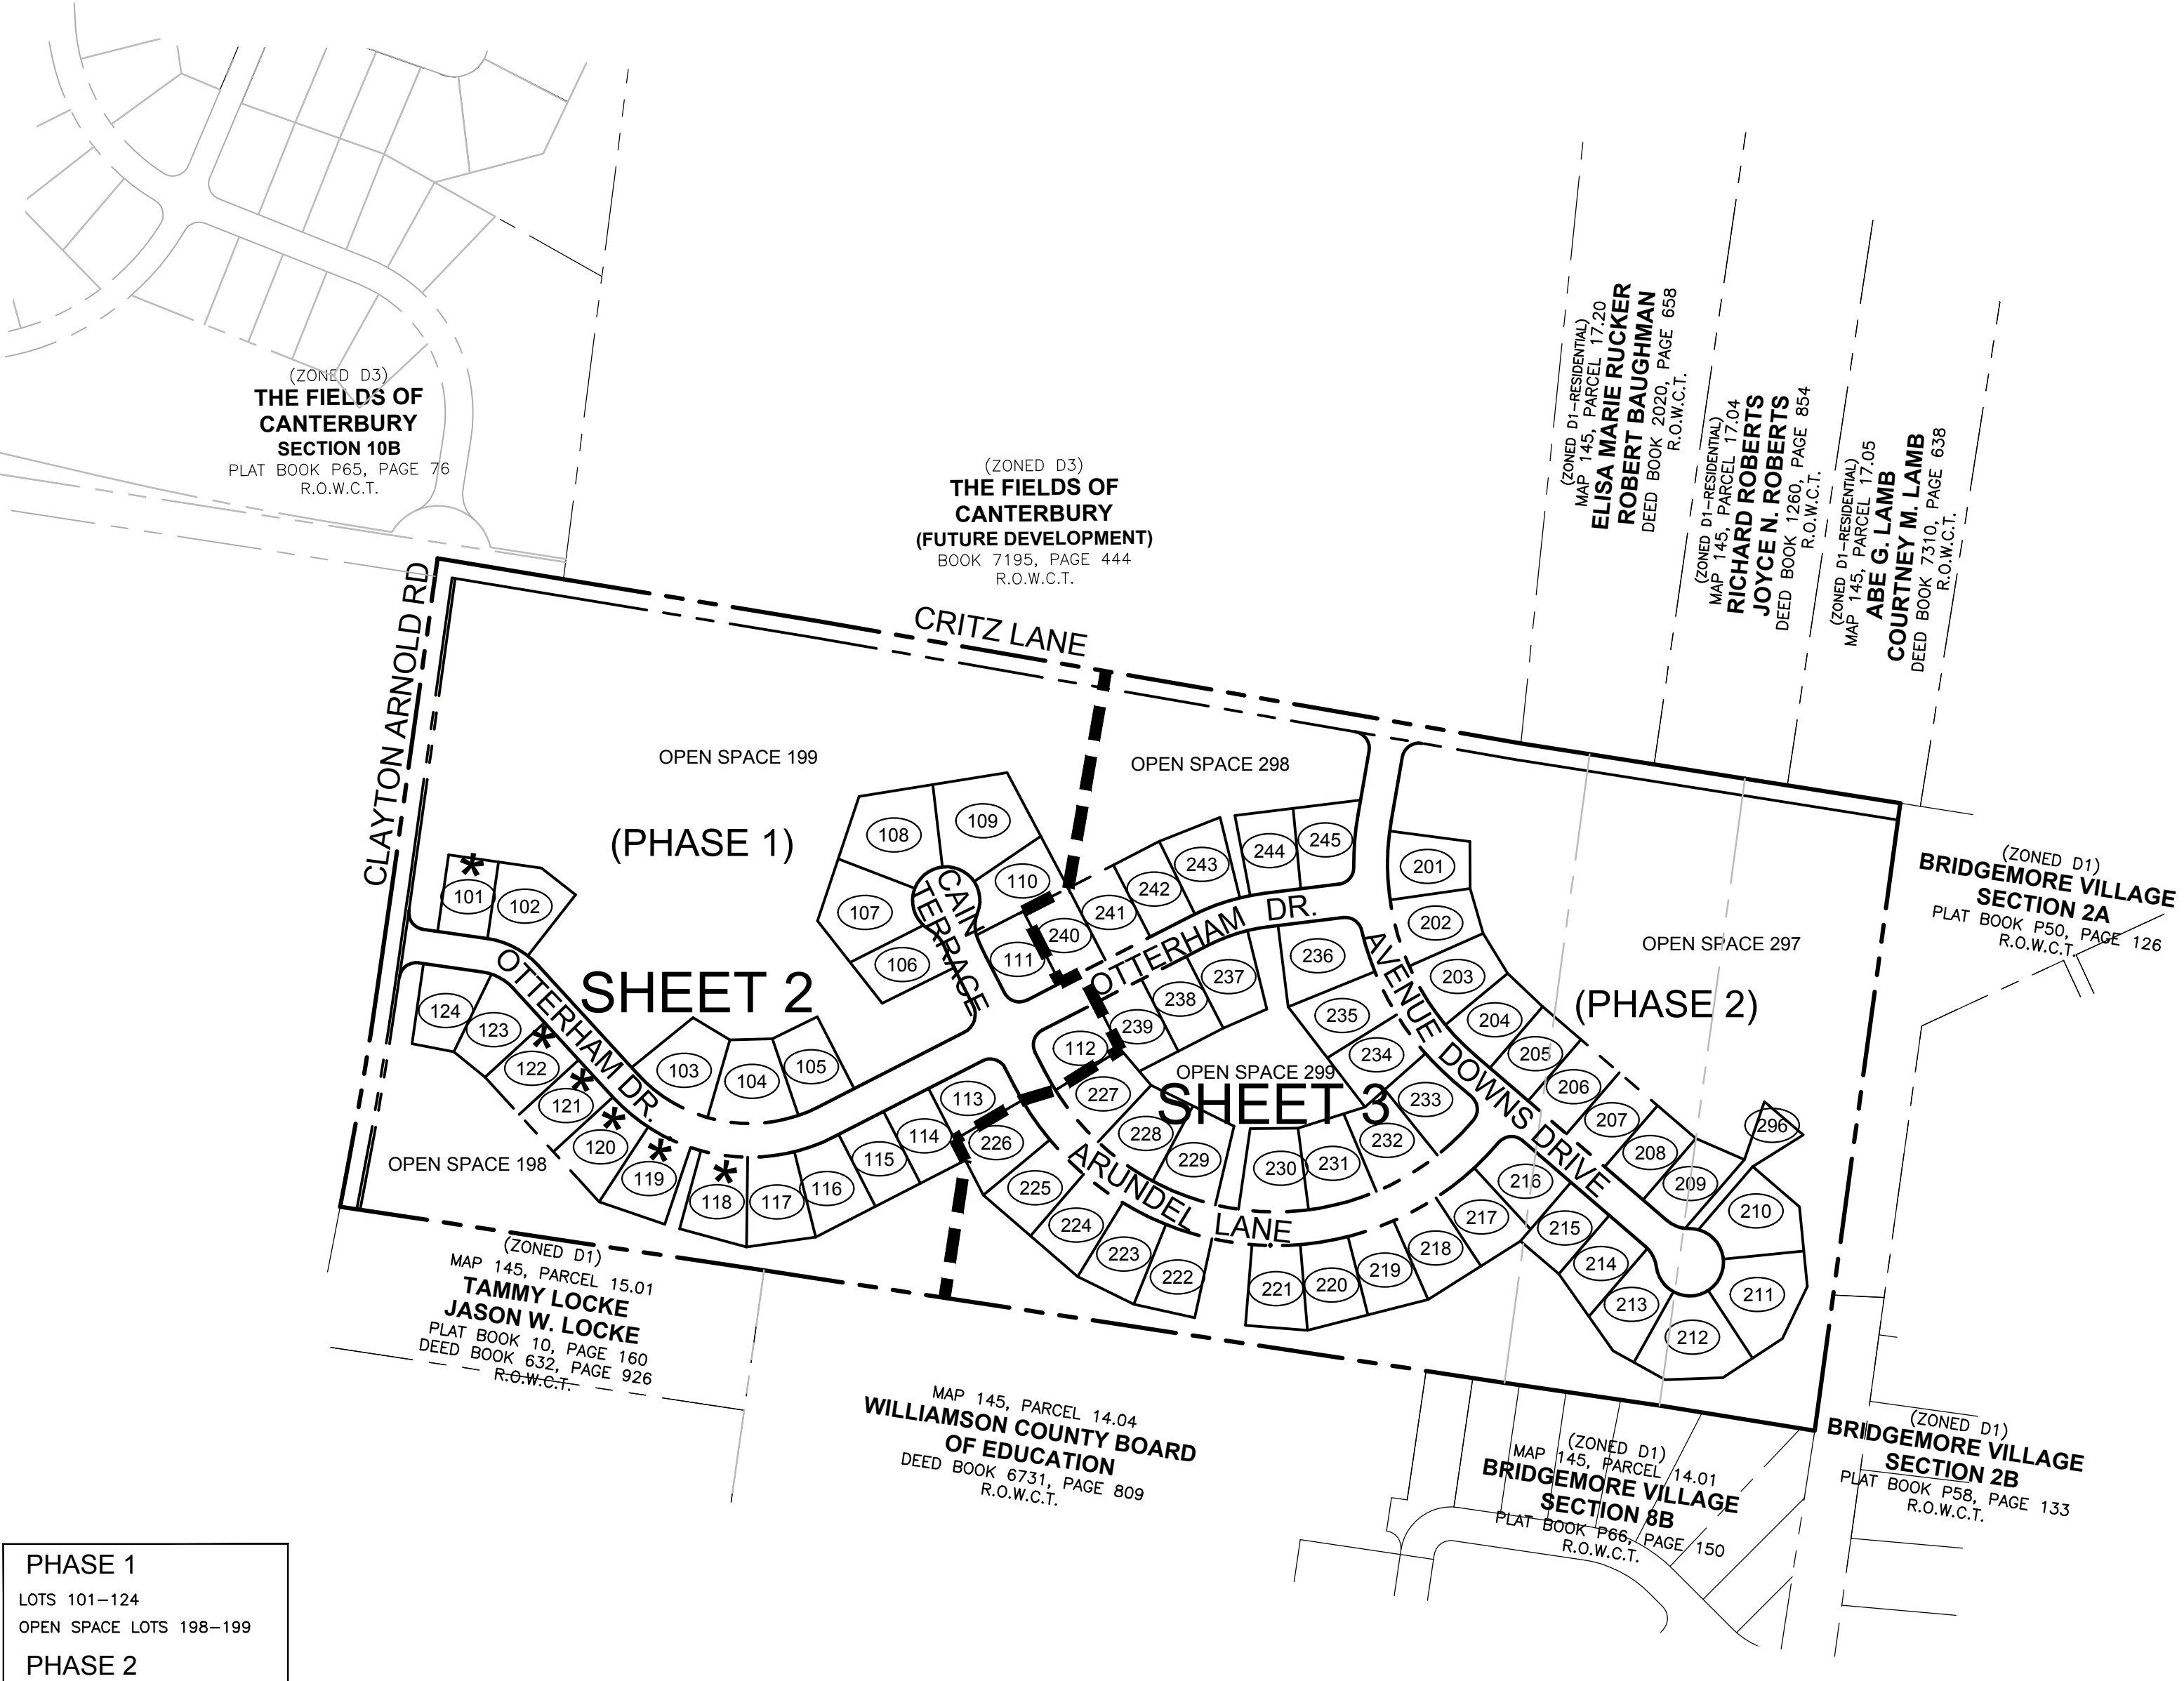 (ZONED D3)
THE FIELDS OF
CANTERBURY
SECTION 10B
PLAT BOOK P65, PAGE 76
R.O.W.C.T.
(ZONED D3)
THE FIELDS OF
CANTERBURY
(FUTURE DEVELOPMENT)
BOOK 7195, PAGE 444
R.O.W.C.T.
(ZONED D1-RESIDENTIAL)
MAP 145, PARCEL 17.20
ELISA MARIE RUCKER
ROBERT BAUGHMAN
DEED BOOK 2020, PAGE 658
R.O.W.C.T.
(ZONED D1-RESIDENTIAL)
MAP 145, PARCEL 17.04
RICHARD ROBERTS
JOYCE N. ROBERTS
DEED BOOK 1260, PAGE 854
R.O.W.C.T.
(ZONED D1-RESIDENTIAL)
MAP 145, PARCEL 17.05
ABE G. LAMB
COURTNEY M. LAMB
DEED BOOK 7310, PAGE 638
R.O.W.C.T.
CLAYTON ARNOLD RD
CRITZ LANE
OPEN SPACE 199
(PHASE 1)
SHEET 2
OPEN SPACE 298
OPEN SPACE 297
(PHASE 2)
OPEN SPACE 299
SHEET 3
OPEN SPACE 198
OTTERHAM DR.
CAIN
TERRACE
OTTERHAM DR.
AVENUE DOWNS DRIVE
ARUNDEL LANE
*
101
102
103
104
105
106
107
108
109
110
111
112
113
114
115
116
117
*
118
*
119
*
120
*
121
*
122
123
124
201
202
203
204
205
206
207
208
209
210
211
212
213
214
215
216
217
218
219
220
221
222
223
224
225
226
227
228
229
230
231
232
233
234
235
236
237
238
239
240
241
242
243
244
245
296
(ZONED D1)
BRIDGEMORE VILLAGE
SECTION 2A
PLAT BOOK P50, PAGE 126
R.O.W.C.T.
(ZONED D1)
MAP 145, PARCEL 15.01
TAMMY LOCKE
JASON W. LOCKE
PLAT BOOK 10, PAGE 160
DEED BOOK 632, PAGE 926
R.O.W.C.T.
MAP 145, PARCEL 14.04
WILLIAMSON COUNTY BOARD
OF EDUCATION
DEED BOOK 6731, PAGE 809
R.O.W.C.T.
(ZONED D1)
MAP 145, PARCEL 14.01
BRIDGEMORE VILLAGE
SECTION 8B
PLAT BOOK P66, PAGE 150
R.O.W.C.T.
(ZONED D1)
BRIDGEMORE VILLAGE
SECTION 2B
PLAT BOOK P58, PAGE 133
R.O.W.C.T.
PHASE 1
LOTS 101-124
OPEN SPACE LOTS 198-199
PHASE 2